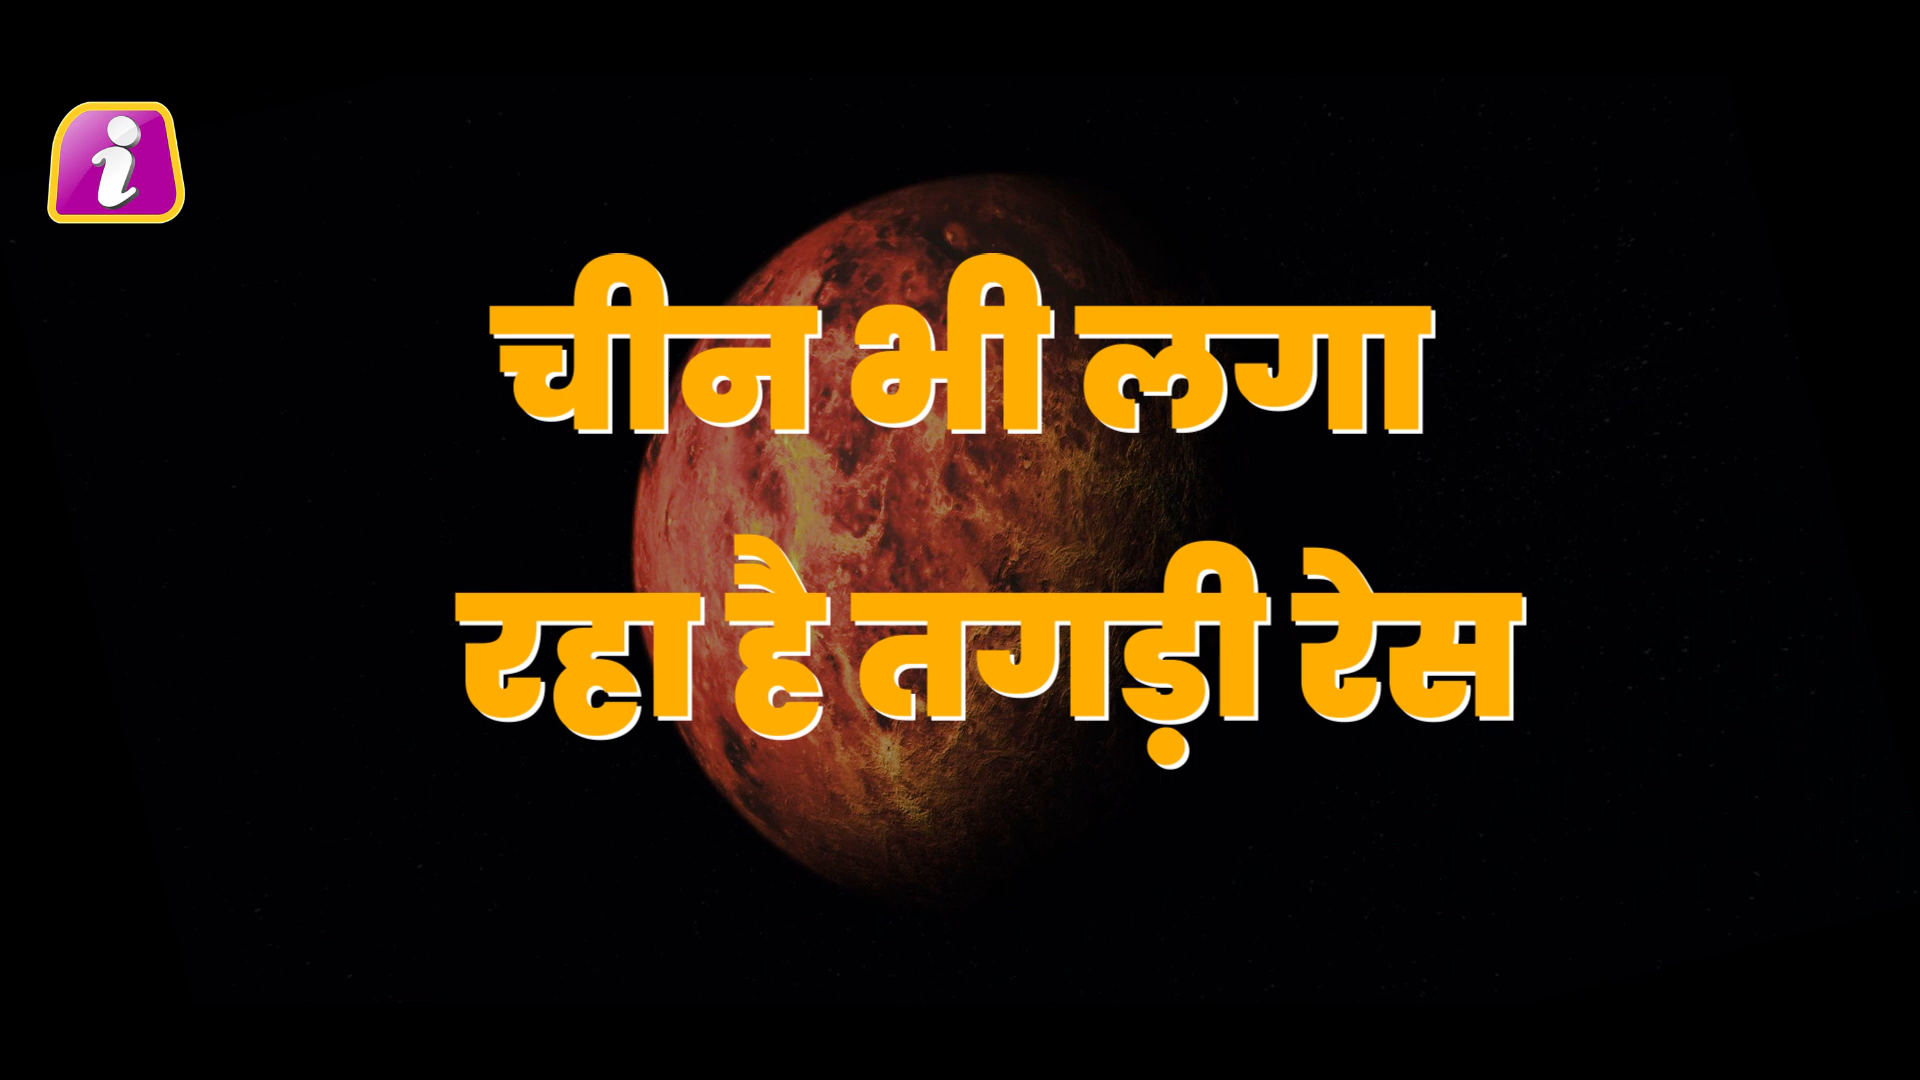 i
चीन भी लगा
रहा है तगड़ी रेस